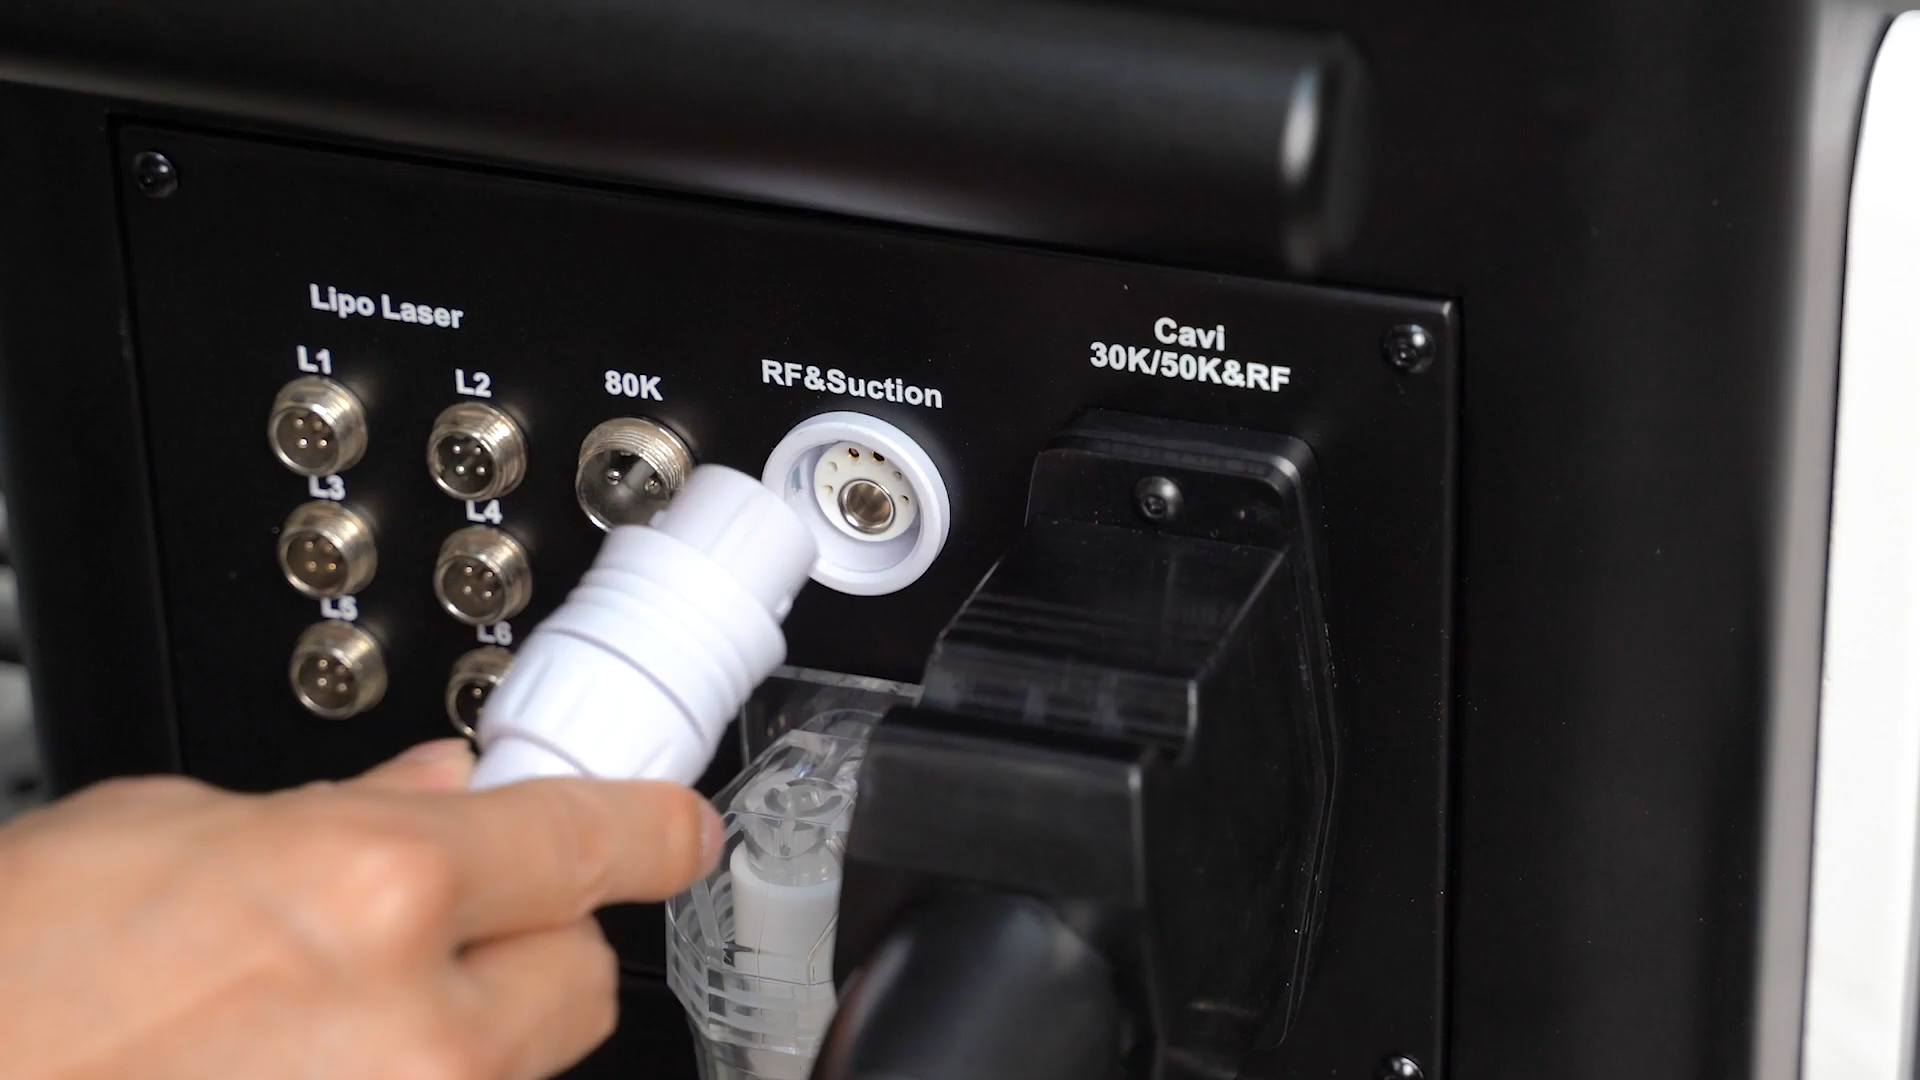 Lipo Laser
L1
L2
80K
RF&Suction
Cavi
30K/50K&RF
L3
L4
L5
L6